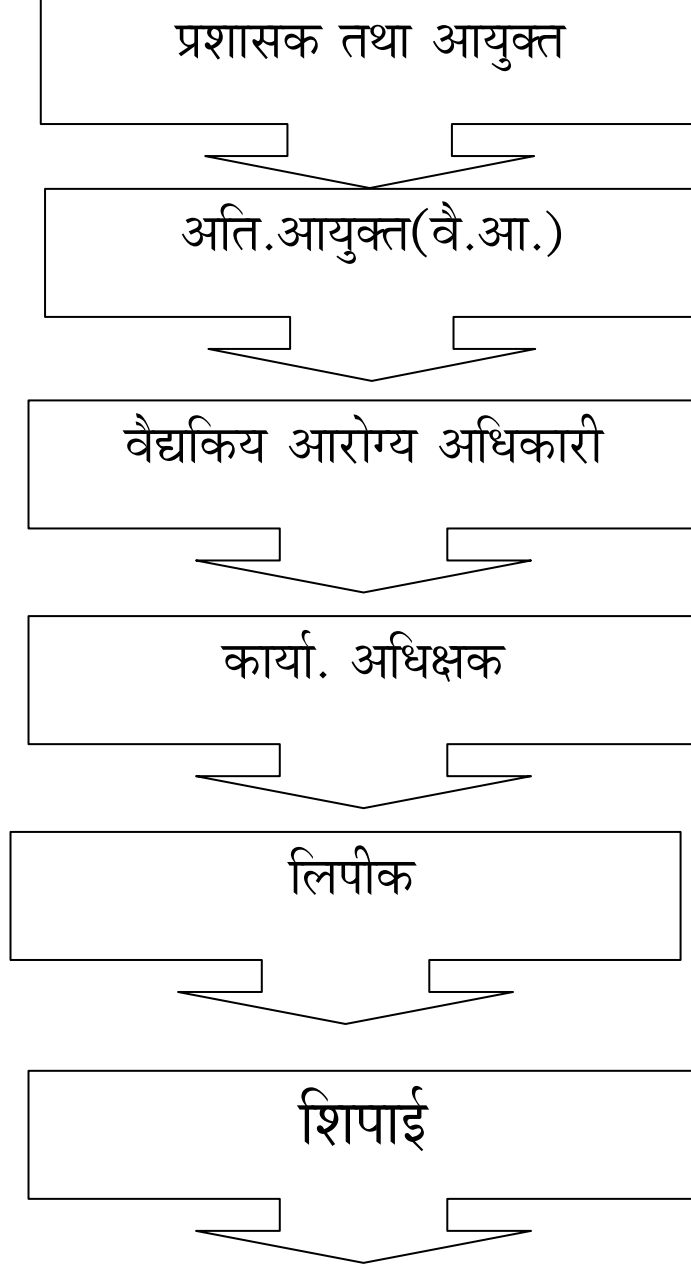 प्रशासक तथा आयुक्त
अति.आयुक्त(वै.आ.)
वैद्यकिय आरोग्य अधिकारी
कार्या. अधिक्षक
लिपीक
शिपाई